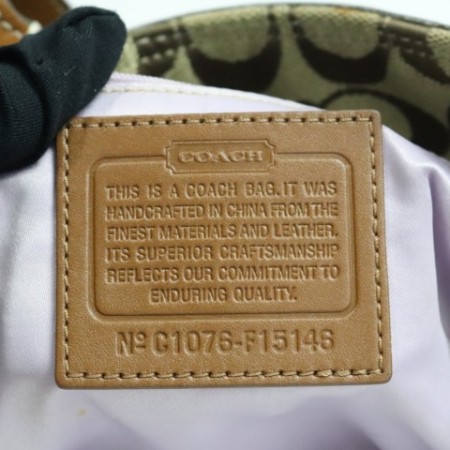 COACH
THIS IS A COACH BAG. IT WAS
HANDCRAFTED IN CHINA FROM THE
FINEST MATERIALS AND LEATHER.
ITS SUPERIOR CRAFTSMANSHIP
REFLECTS OUR COMMITMENT TO
ENDURING QUALITY.
Nº C1076-F15146